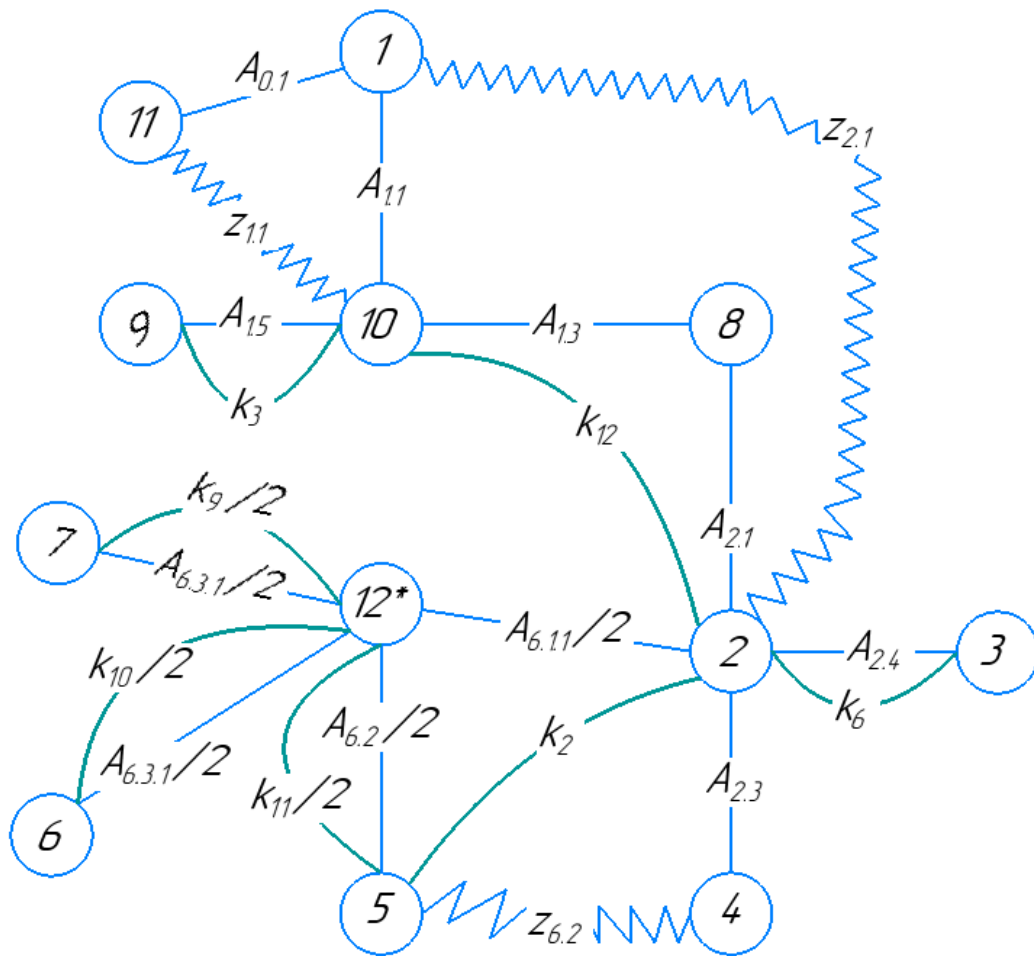 1
A0.1
11
z2.1
A1.1
z1.1
9
A1.5
10
A1.3
8
k3
k12
k9/2
7
A6.3.1/2
A2.1
12*
A6.1.1/2
k10/2
2
A2.4
3
k6
A6.2/2
k2
A6.3.1/2
k11/2
A2.3
6
5
z6.2
4